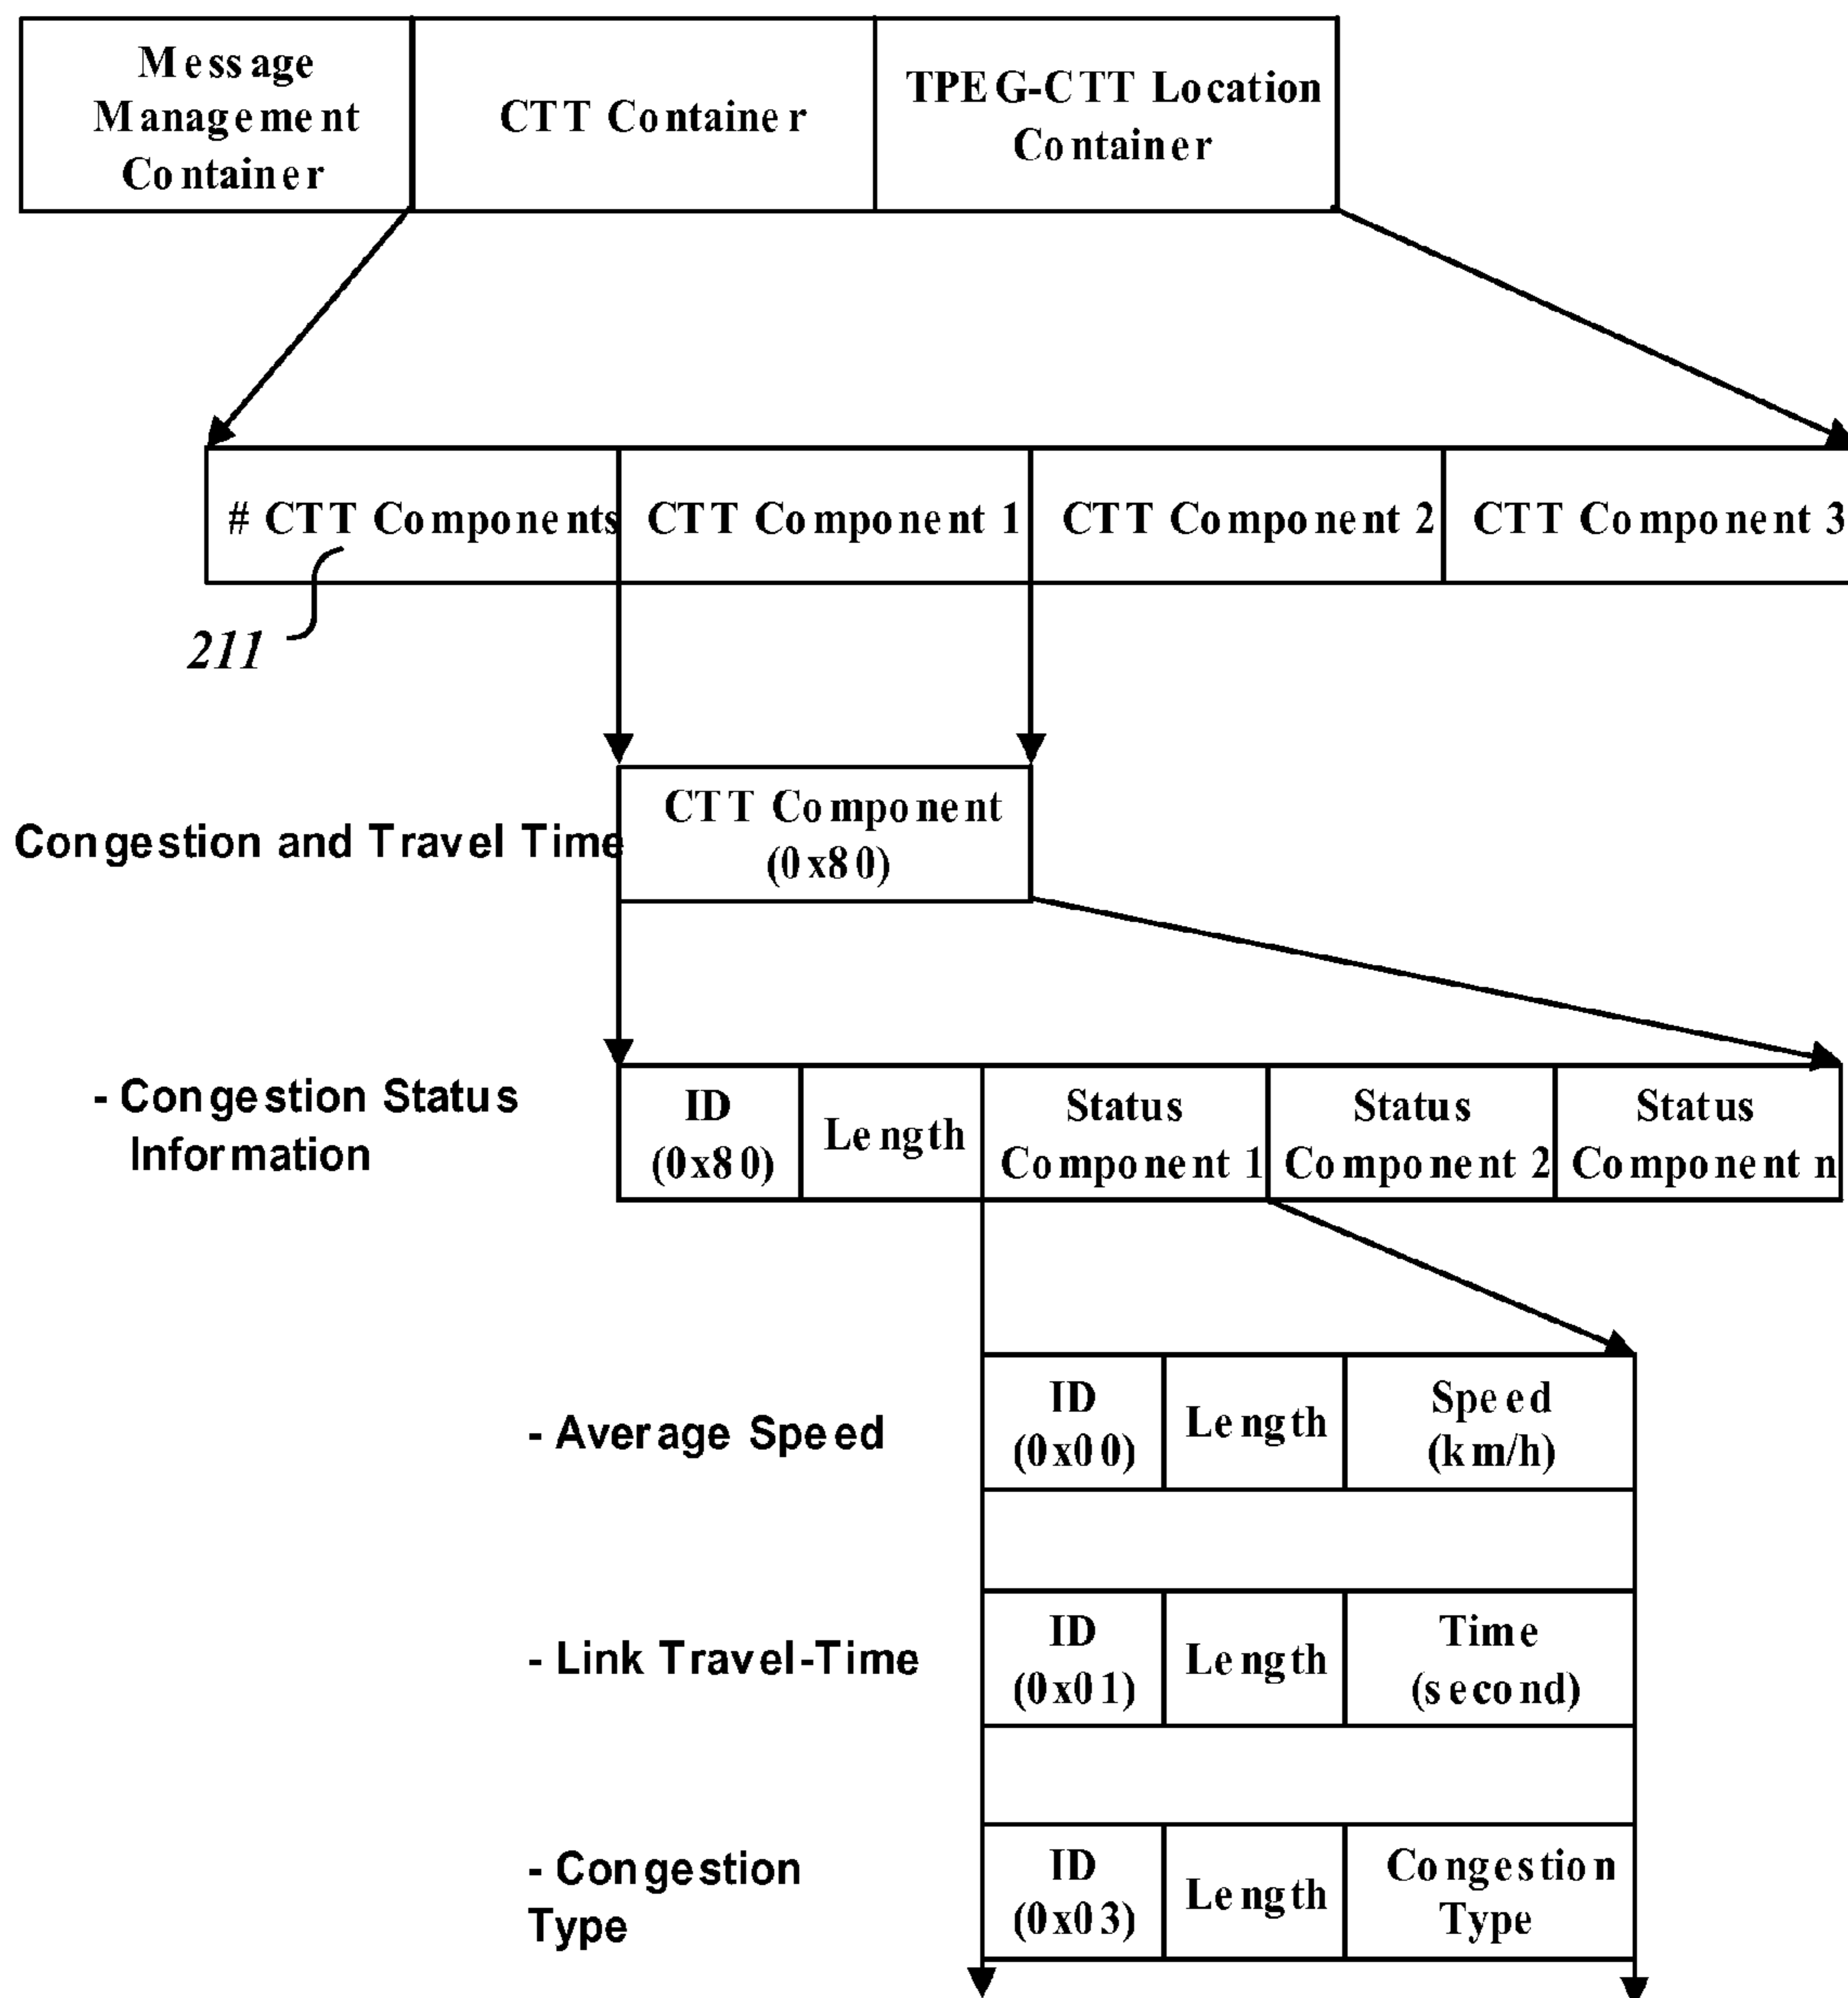 Message
Management
Container
CTT Container
TPEG-CTT Location
Container
# CTT Components
CTT Component 1
CTT Component 2
CTT Component 3
211
Congestion and Travel Time
CTT Component
(0x80)
- Congestion Status
Information
ID
(0x80)
Length
Status
Component 1
Status
Component 2
Status
Component n
- Average Speed
ID
(0x00)
Length
Speed
(km/h)
- Link Travel-Time
ID
(0x01)
Length
Time
(second)
- Congestion
Type
ID
(0x03)
Length
Congestion
Type